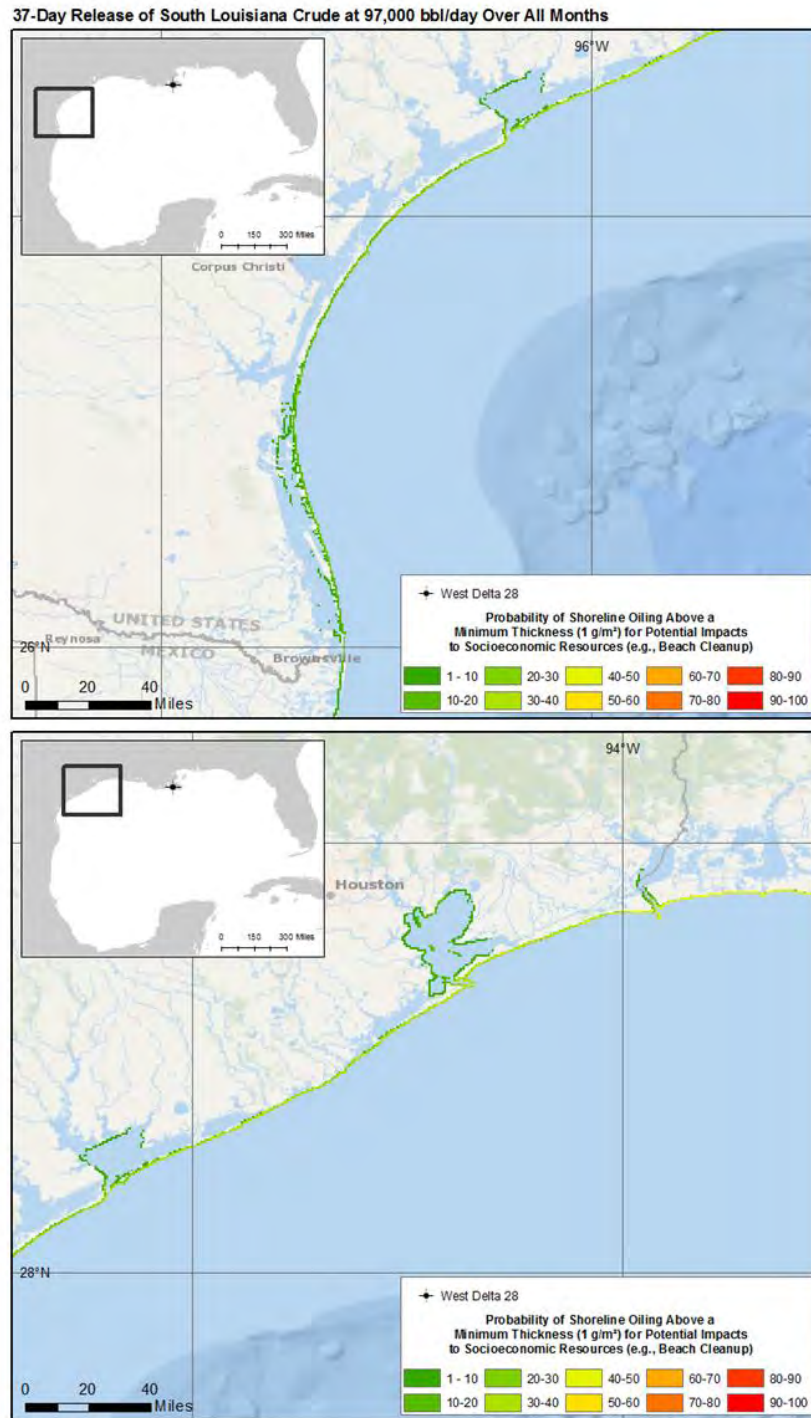 37-Day Release of South Louisiana Crude at 97,000 bbl/day Over All Months
96°W
0 150 300 Miles
Corpus Christi
UNITED STATES
Reynosa
MEXICO
26°N
Brownsville
0 20 40
Miles
West Delta 28
Probability of Shoreline Oiling Above a
Minimum Thickness (1 g/m²) for Potential Impacts
to Socioeconomic Resources (e.g., Beach Cleanup)
1 - 10 20-30 40-50 60-70 80-90
10-20 30-40 50-60 70-80 90-100
94°W
0 150 300 Miles
Houston
28°N
0 20 40
Miles
West Delta 28
Probability of Shoreline Oiling Above a
Minimum Thickness (1 g/m²) for Potential Impacts
to Socioeconomic Resources (e.g., Beach Cleanup)
1 - 10 20-30 40-50 60-70 80-90
10-20 30-40 50-60 70-80 90-100